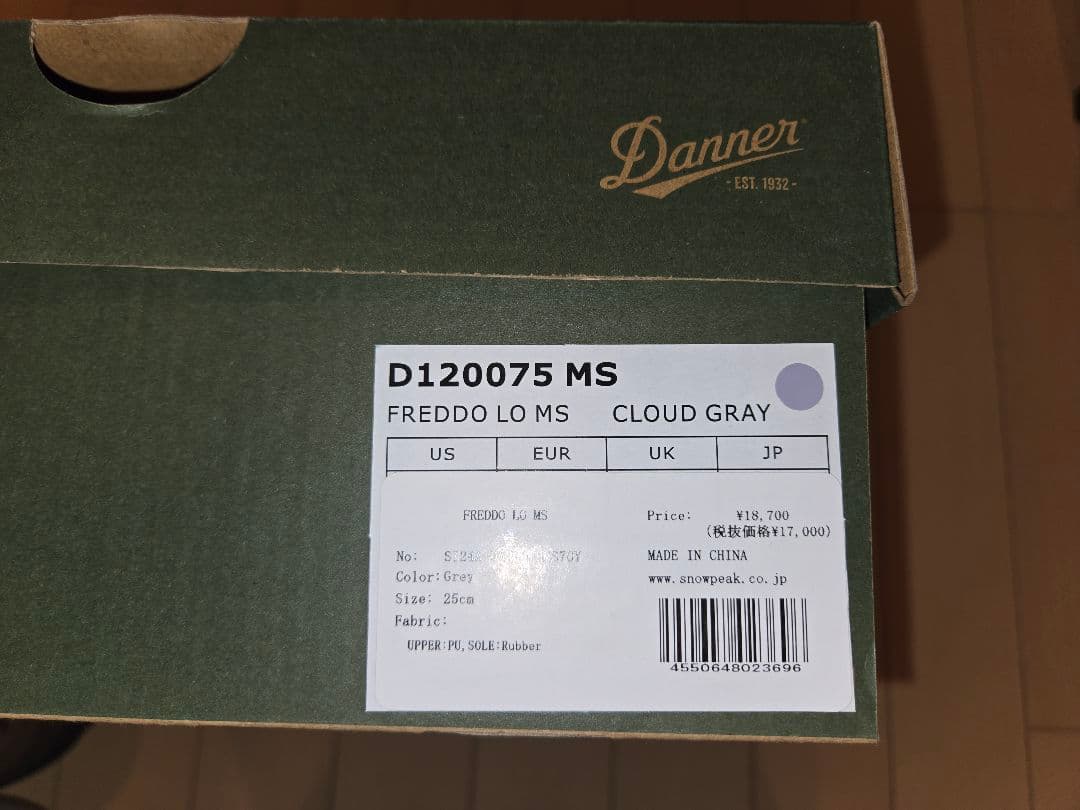 Danner
- EST. 1932 -
D120075 MS
FREDDO LO MS CLOUD GRAY
US EUR UK JP
FREDDO LO MS
Price: ¥18,700
(税抜価格¥17,000)
No:
MADE IN CHINA
Color:Grey
www.snowpeak.co.jp
Size: 25cm
Fabric:
UPPER:PU,SOLE:Rubber
4550648023696